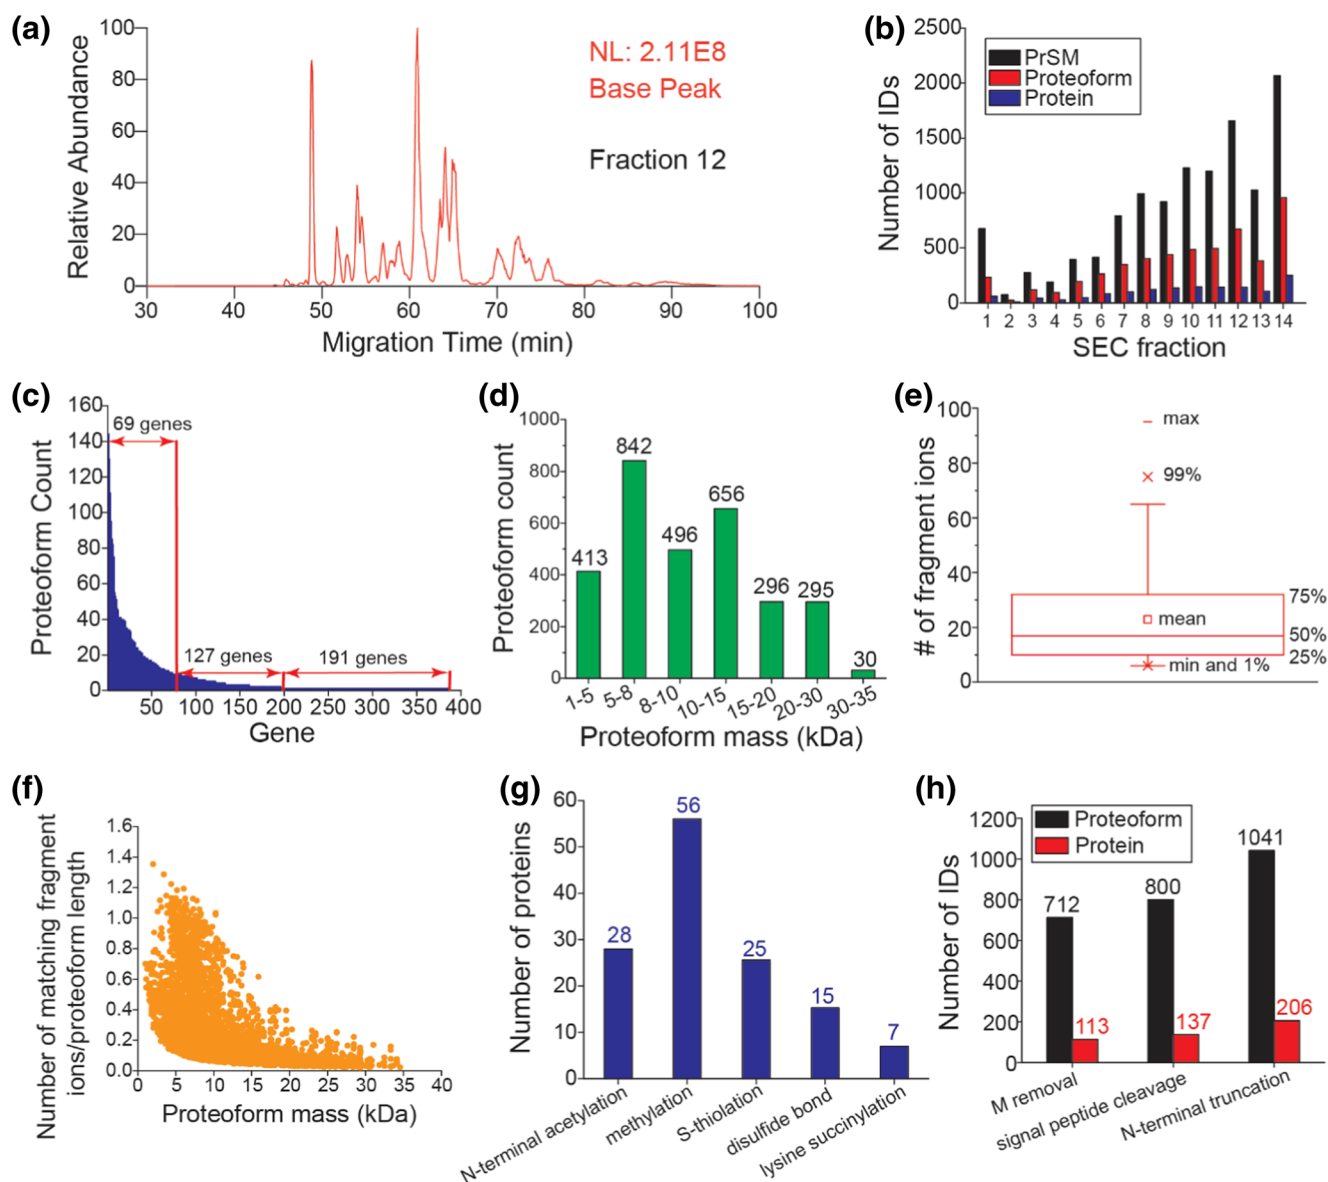 (a)
100
80
60
40
20
0
Relative Abundance
NL: 2.11E8
Base Peak
Fraction 12
30 40 50 60 70 80 90 100
Migration Time (min)
(b)
2500
2000
1500
1000
500
0
Number of IDs
PrSM
Proteoform
Protein
1 2 3 4 5 6 7 8 9 10 11 12 13 14
SEC fraction
(c)
160
140
120
100
80
60
40
20
0
Proteoform Count
69 genes
127 genes
191 genes
50 100 150 200 250 300 350 400
Gene
(d)
1000
800
600
400
200
0
Proteoform count
413
842
496
656
296
295
30
1-5 5-8 8-10 10-15 15-20 20-30 30-35
Proteoform mass (kDa)
(e)
100
80
60
40
20
0
# of fragment ions
max
99%
75%
mean
50%
25%
min and 1%
(f)
1.6
1.4
1.2
1.0
0.8
0.6
0.4
0.2
0.0
Number of matching fragment
ions/proteoform length
0 5 10 15 20 25 30 35 40
Proteoform mass (kDa)
(g)
60
50
40
30
20
10
0
Number of proteins
28
56
25
15
7
N-terminal acetylation
methylation
S-thiolation
disulfide bond
lysine succinylation
(h)
1200
1000
800
600
400
200
0
Number of IDs
Proteoform
Protein
712
113
800
137
1041
206
M removal
signal peptide cleavage
N-terminal truncation